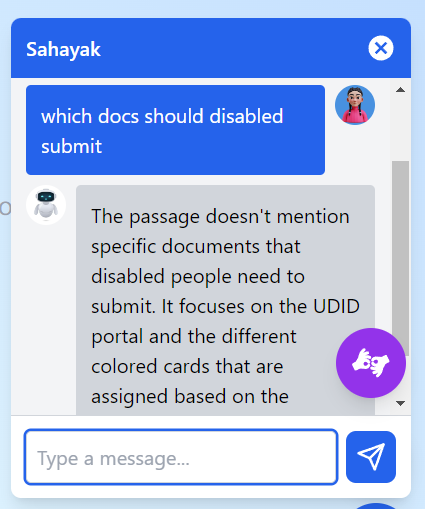 Sahayak
which docs should disabled
submit
The passage doesn't mention
specific documents that
disabled people need to
submit. It focuses on the UDID
portal and the different
colored cards that are
assigned based on the
Type a message...